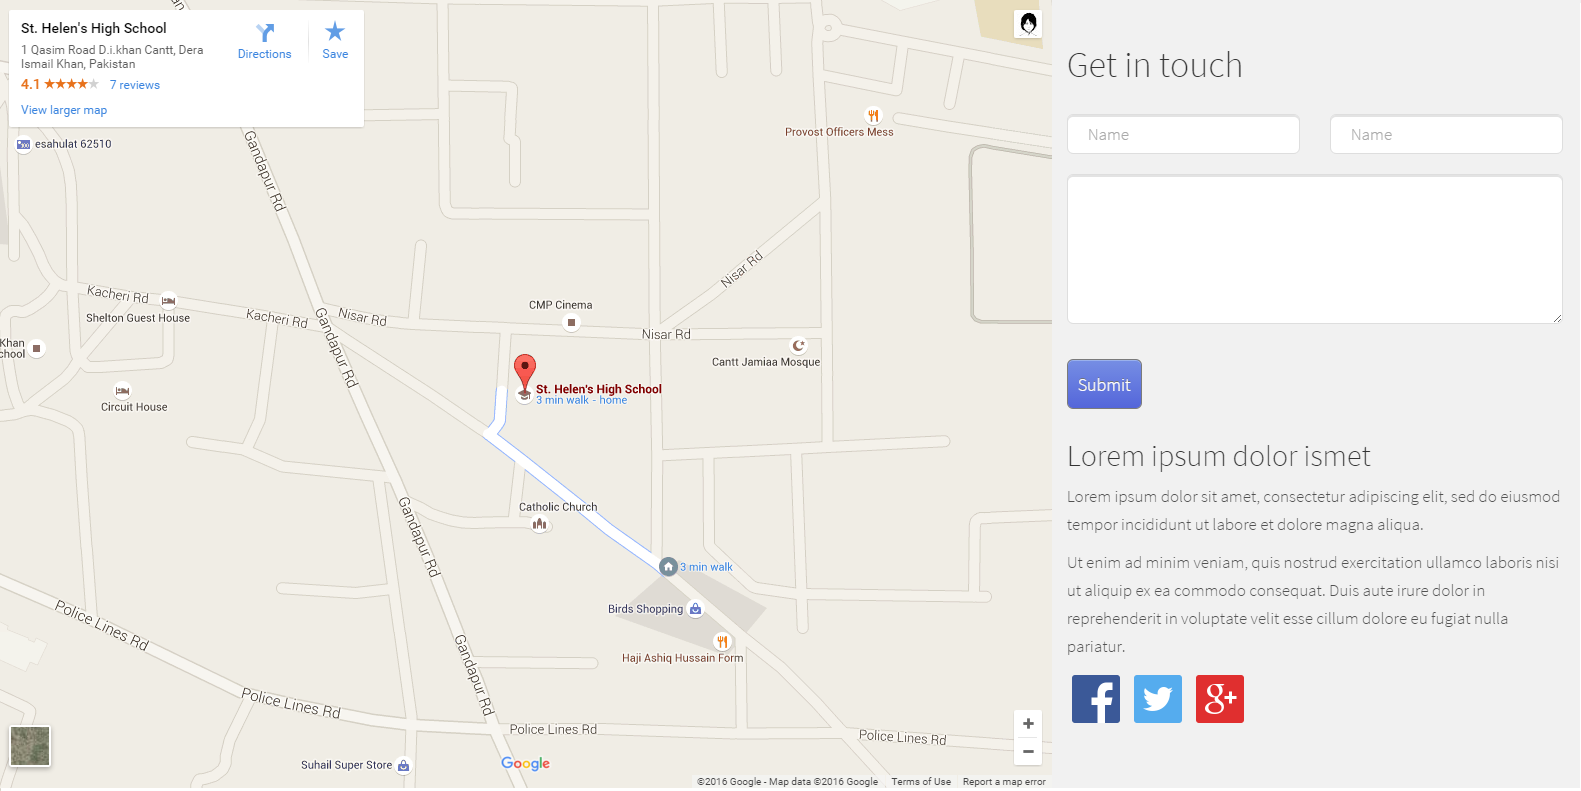 St. Helen's High School
1 Qasim Road D.i.khan Cantt, Dera
Ismail Khan, Pakistan
4.1
7 reviews
View larger map
Directions
Save
esahulat 62510
Gandapur Rd
Provost Officers Mess
Nisar Rd
Kacheri Rd
Shelton Guest House
Kacheri Rd
Gandapur Rd
Nisar Rd
CMP Cinema
Nisar Rd
Cantt Jamiaa Mosque
Khan
chool
Circuit House
St. Helen's High School
3 min walk - home
Gandapur Rd
Catholic Church
3 min walk
Birds Shopping
Haji Ashiq Hussain Form
Police Lines Rd
Gandapur Rd
Police Lines Rd
Police Lines Rd
Police Lines Rd
Suhail Super Store
Google
+
−
©2016 Google - Map data ©2016 Google
Terms of Use
Report a map error
Get in touch
Name
Name
Submit
Lorem ipsum dolor ismet
Lorem ipsum dolor sit amet, consectetur adipiscing elit, sed do eiusmod
tempor incididunt ut labore et dolore magna aliqua.
Ut enim ad minim veniam, quis nostrud exercitation ullamco laboris nisi
ut aliquip ex ea commodo consequat. Duis aute irure dolor in
reprehenderit in voluptate velit esse cillum dolore eu fugiat nulla
pariatur.
f
g+